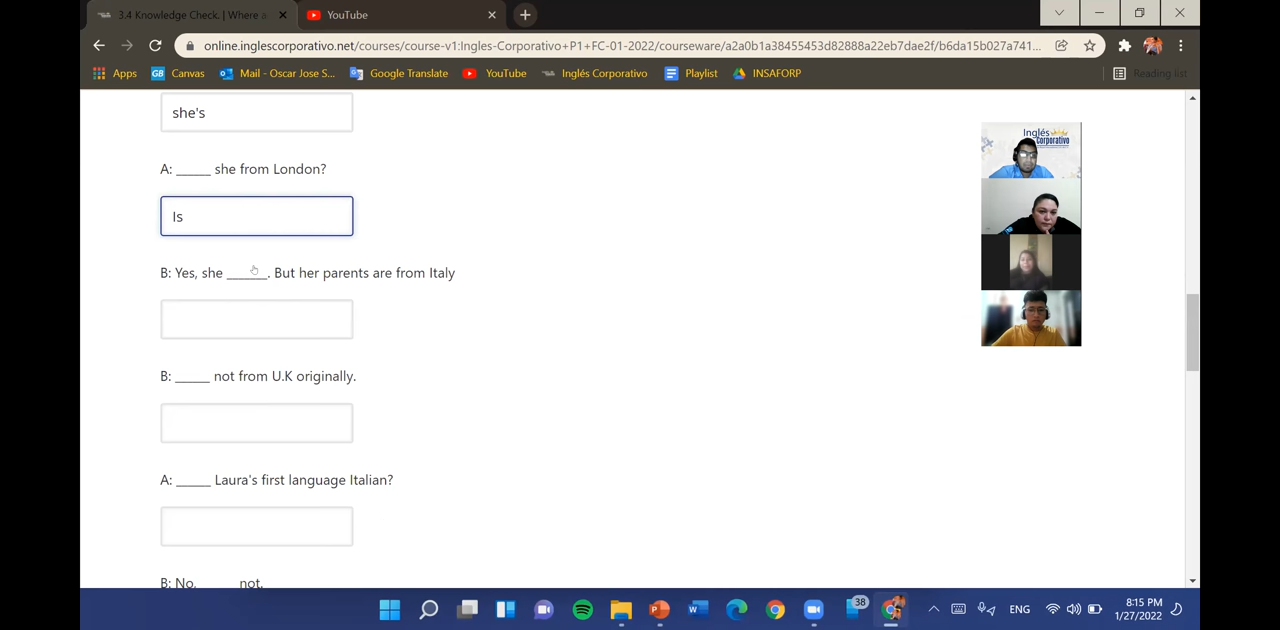 3.4 Knowledge Check. | Where a
YouTube
online.inglescorporativo.net/courses/course-v1:Ingles-Corporativo+P1+FC-01-2022/courseware/a2a0b1a38455453d82888a22eb7dae2f/b6da15b027a741...
Apps
GB Canvas
Mail - Oscar Jose S...
Google Translate
YouTube
Inglés Corporativo
Playlist
INSAFORP
Reading list
she's
Inglés
Corporativo
A: _____ she from London?
Is
B: Yes, she ______. But her parents are from Italy
B: _____ not from U.K originally.
A: _____ Laura's first language Italian?
B: No, _____ not.
38
ENG
8:15 PM
1/27/2022